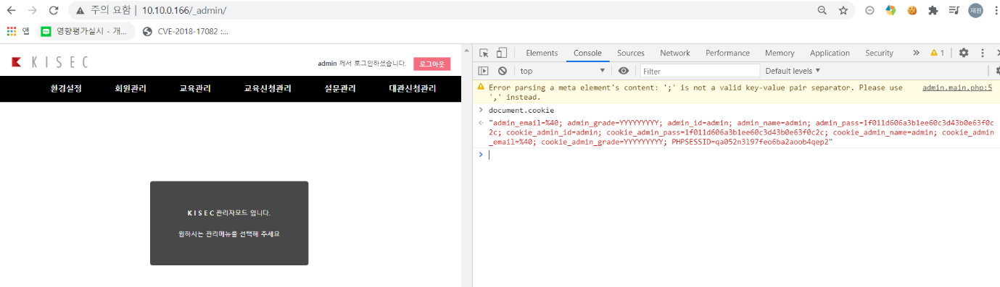 주의 요함 | 10.10.0.166/_admin/
재원
앱 영향평가실시 - 개... CVE-2018-17082 :...
KISEC admin 께서 로그인하셨습니다. 로그아웃
환경설정 회원관리 교육관리 교육신청관리 설문관리 대관신청관리
K I S E C 관리자모드 입니다.
원하시는 관리메뉴를 선택해 주세요
Elements Console Sources Network Performance Memory Application Security » 1
top Filter Default levels
Error parsing a meta element's content: ';' is not a valid key-value pair separator. Please use admin.main.php:5
',' instead.
document.cookie
"admin_email=%40; admin_grade=YYYYYYYYY; admin_id=admin; admin_name=admin; admin_pass=1f011d606a3b1ee60c3d43b0e63f0c
2c; cookie_admin_id=admin; cookie_admin_pass=1f011d606a3b1ee60c3d43b0e63f0c2c; cookie_admin_name=admin; cookie_admin
_email=%40; cookie_admin_grade=YYYYYYYYY; PHPSESSID=qa052n3l97feo6ba2aoob4qep2"